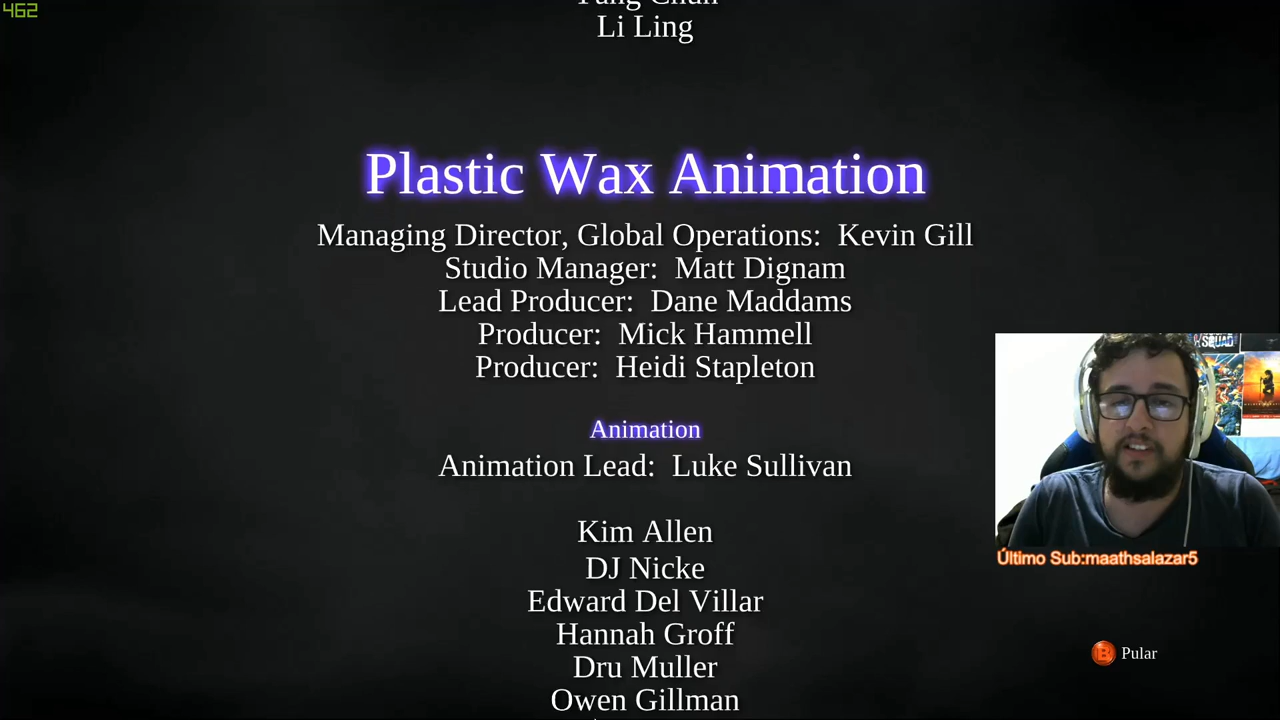 462
Li Ling
Plastic Wax Animation
Managing Director, Global Operations: Kevin Gill
Studio Manager: Matt Dignam
Lead Producer: Dane Maddams
Producer: Mick Hammell
Producer: Heidi Stapleton
Animation
Animation Lead: Luke Sullivan
Kim Allen
DJ Nicke
Edward Del Villar
Hannah Groff
Dru Muller
Owen Gillman
SQUAD
Último Sub:maathsalazar5
B Pular